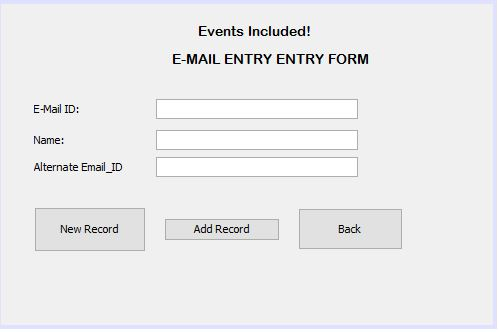 Events Included!
E-MAIL ENTRY ENTRY FORM
E-Mail ID:
Name:
Alternate Email_ID
New Record Add Record Back